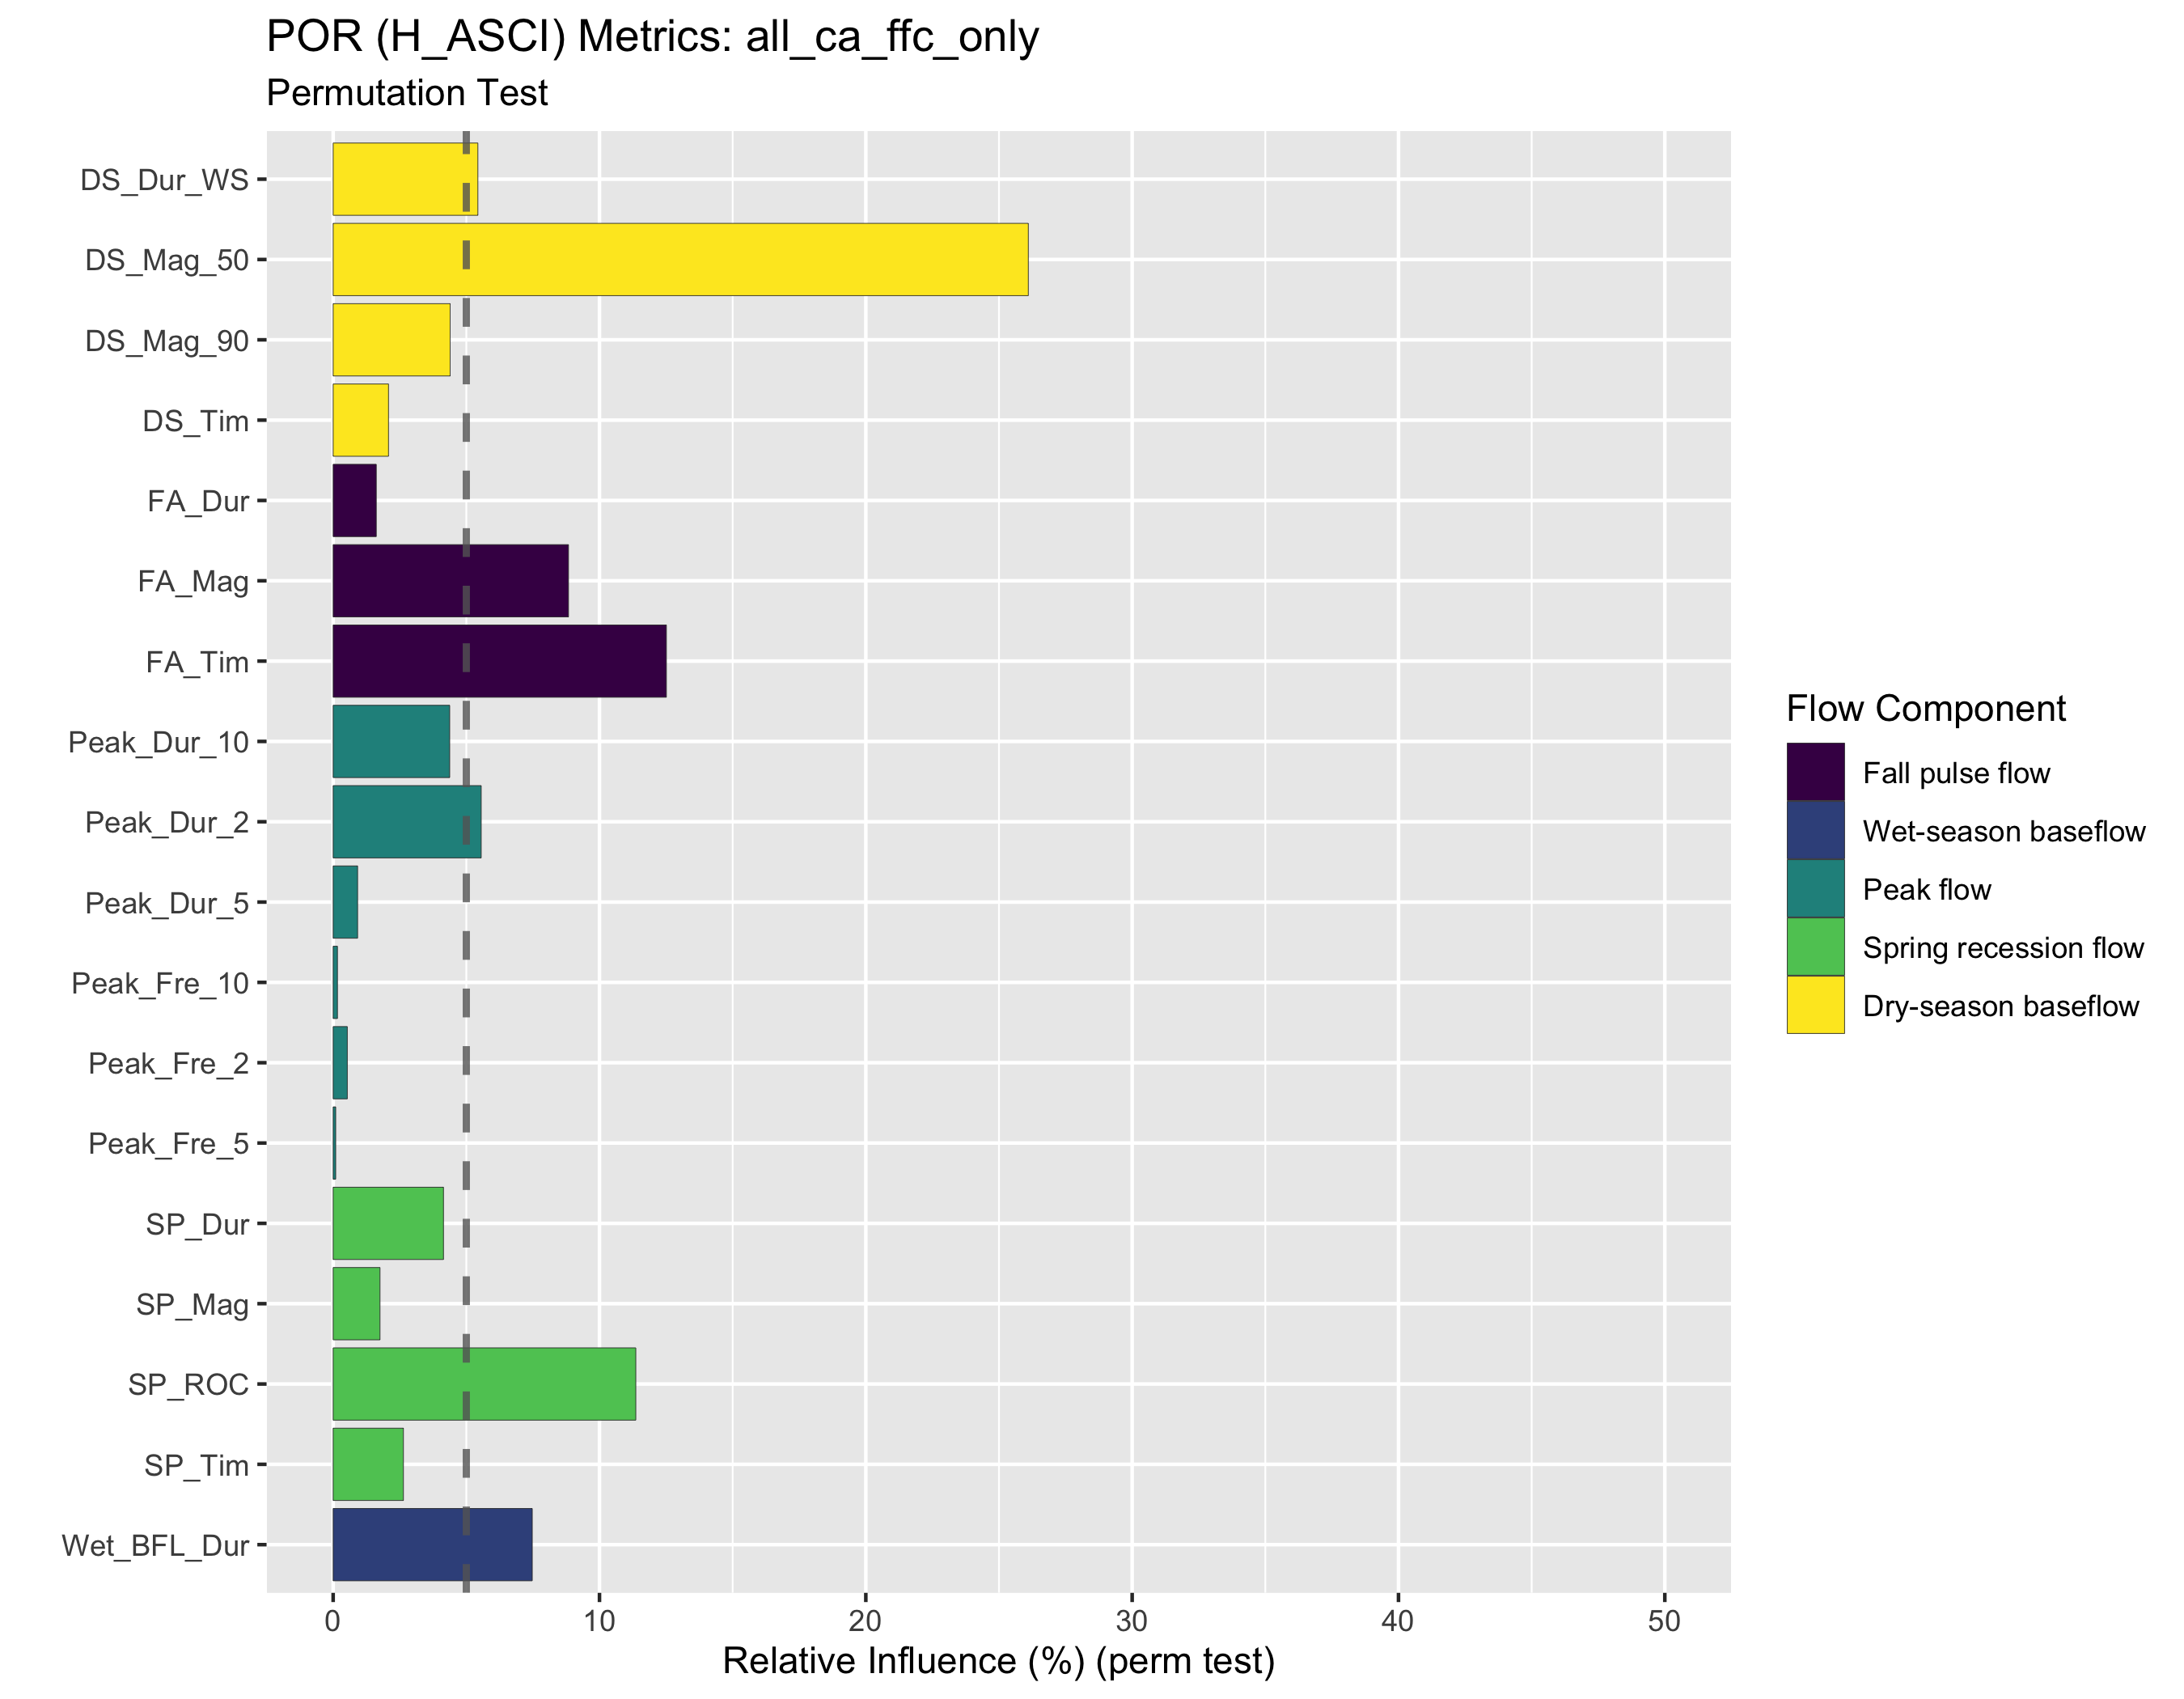 POR (H_ASCI) Metrics: all_ca_ffc_only
Permutation Test
DS_Dur_WS
DS_Mag_50
DS_Mag_90
DS_Tim
FA_Dur
FA_Mag
FA_Tim
Peak_Dur_10
Peak_Dur_2
Peak_Dur_5
Peak_Fre_10
Peak_Fre_2
Peak_Fre_5
SP_Dur
SP_Mag
SP_ROC
SP_Tim
Wet_BFL_Dur
0 10 20 30 40 50
Relative Influence (%) (perm test)
Flow Component
Fall pulse flow
Wet-season baseflow
Peak flow
Spring recession flow
Dry-season baseflow